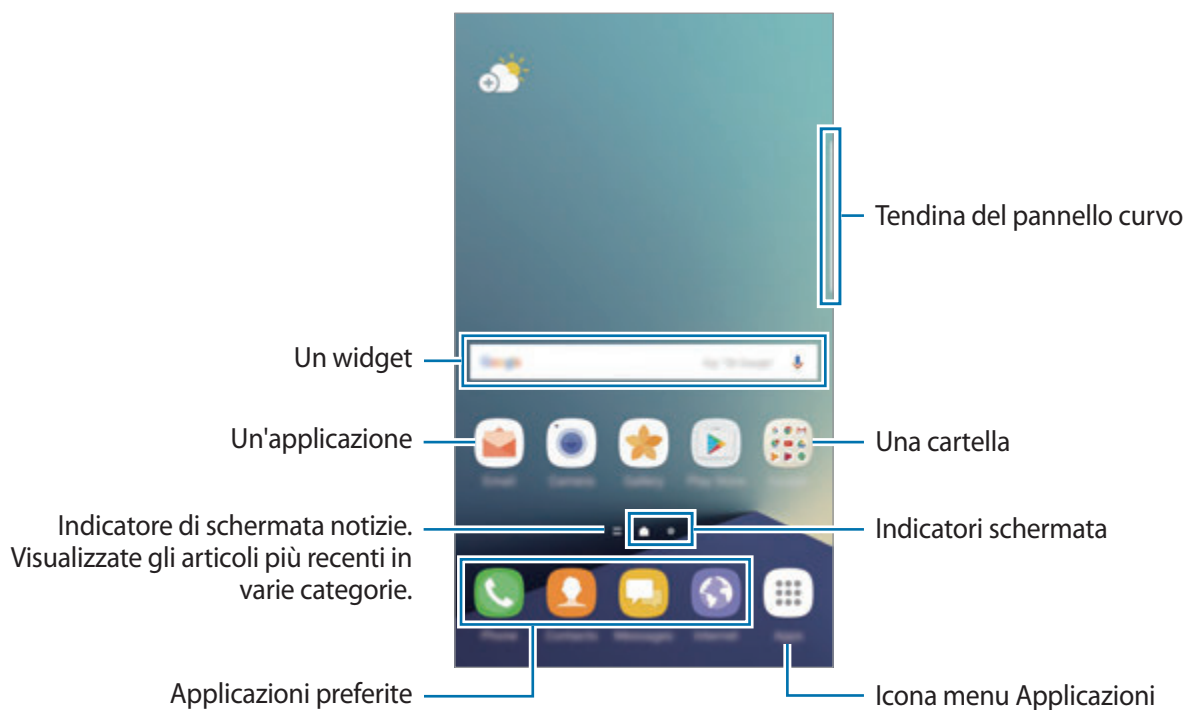 Tendina del pannello curvo
Un widget
Google
Un'applicazione
Una cartella
Email
Camera
Gallery
Play Store
Indicatore di schermata notizie.
Visualizzate gli articoli più recenti in
varie categorie.
Indicatori schermata
Phone
Contacts
Messages
Internet
Apps
Applicazioni preferite
Icona menu Applicazioni